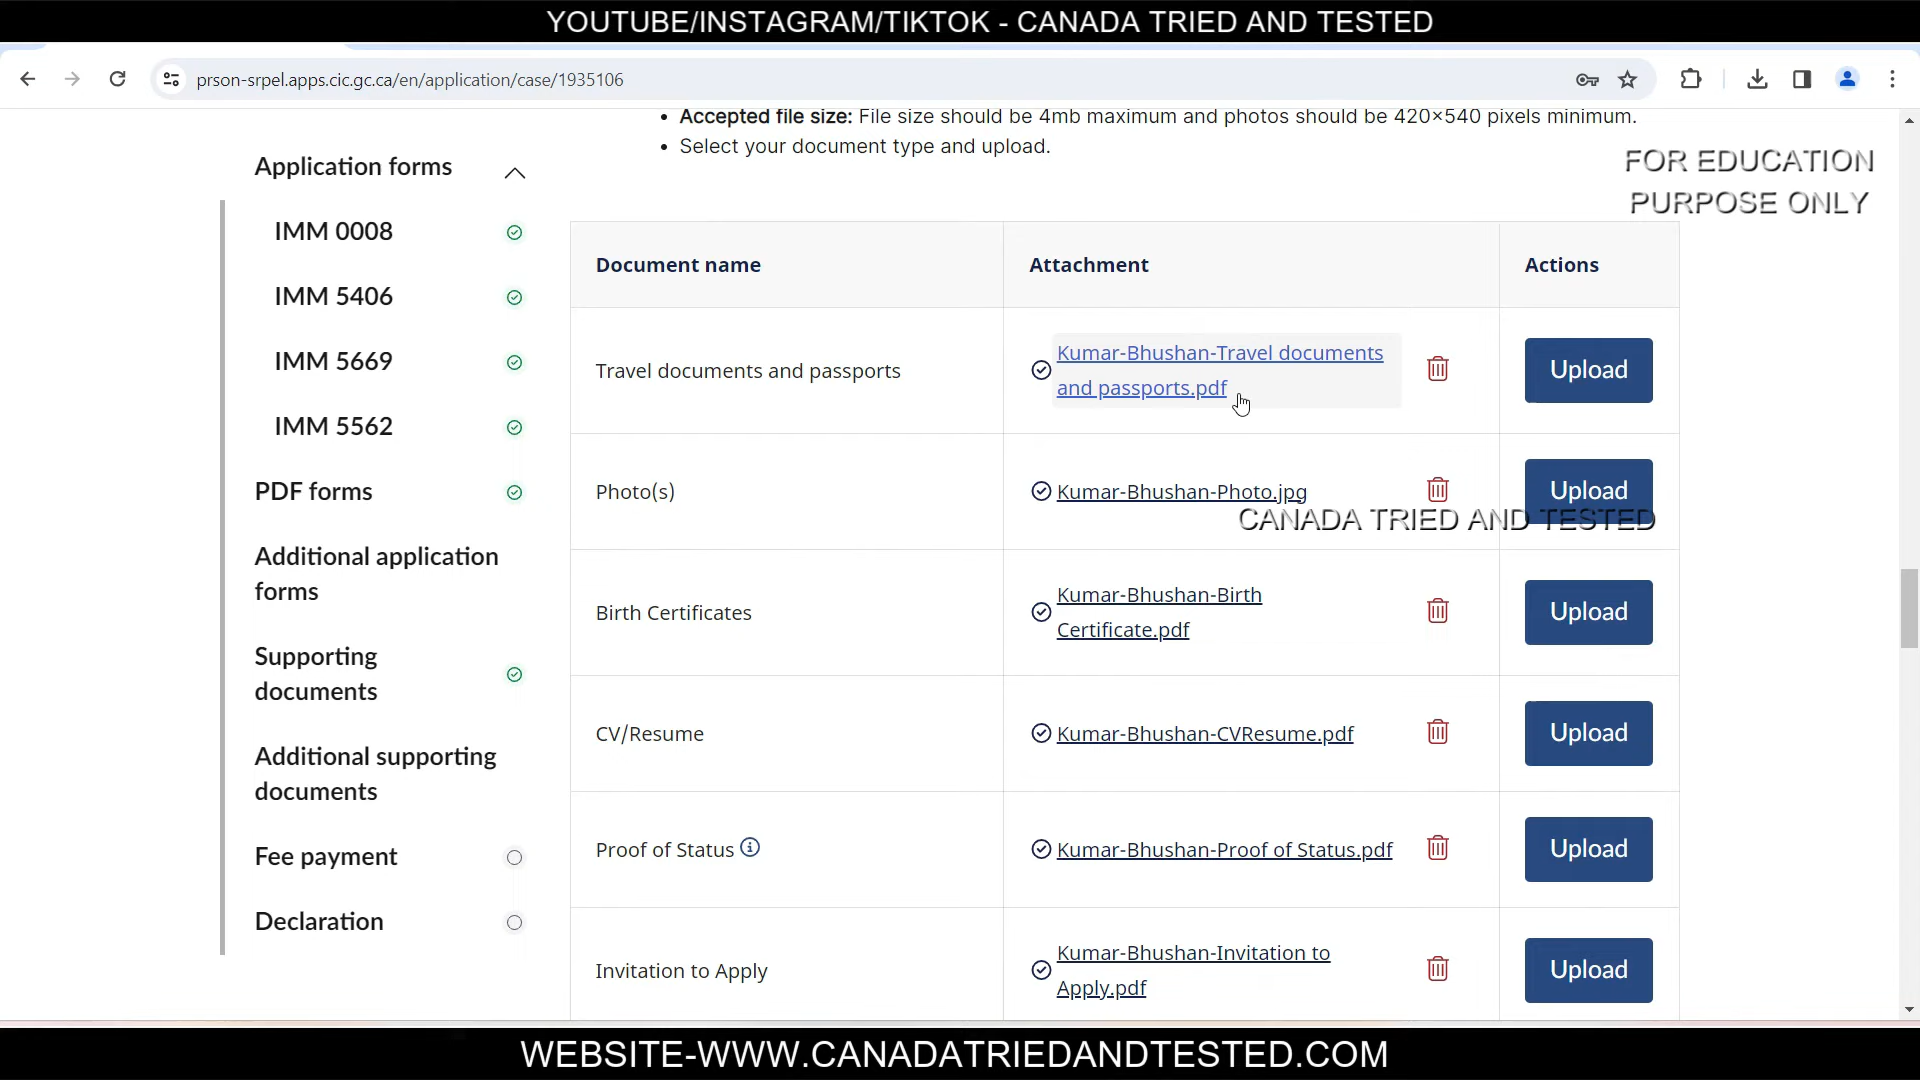 YOUTUBE/INSTAGRAM/TIKTOK - CANADA TRIED AND TESTED
prson-srpel.apps.cic.gc.ca/en/application/case/1935106
Accepted file size: File size should be 4mb maximum and photos should be 420×540 pixels minimum.
Select your document type and upload.
FOR EDUCATION
PURPOSE ONLY
Application forms
IMM 0008
IMM 5406
IMM 5669
IMM 5562
PDF forms
Additional application
forms
Supporting
documents
Additional supporting
documents
Fee payment
Declaration
Document name Attachment Actions
Travel documents and passports
Kumar-Bhushan-Travel documents
and passports.pdf
Upload
Photo(s) Kumar-Bhushan-Photo.jpg Upload
CANADA TRIED AND TESTED
Birth Certificates
Kumar-Bhushan-Birth
Certificate.pdf
Upload
CV/Resume Kumar-Bhushan-CVResume.pdf Upload
Proof of Status Kumar-Bhushan-Proof of Status.pdf Upload
Invitation to Apply
Kumar-Bhushan-Invitation to
Apply.pdf
Upload
WEBSITE-WWW.CANADATRIEDANDTESTED.COM